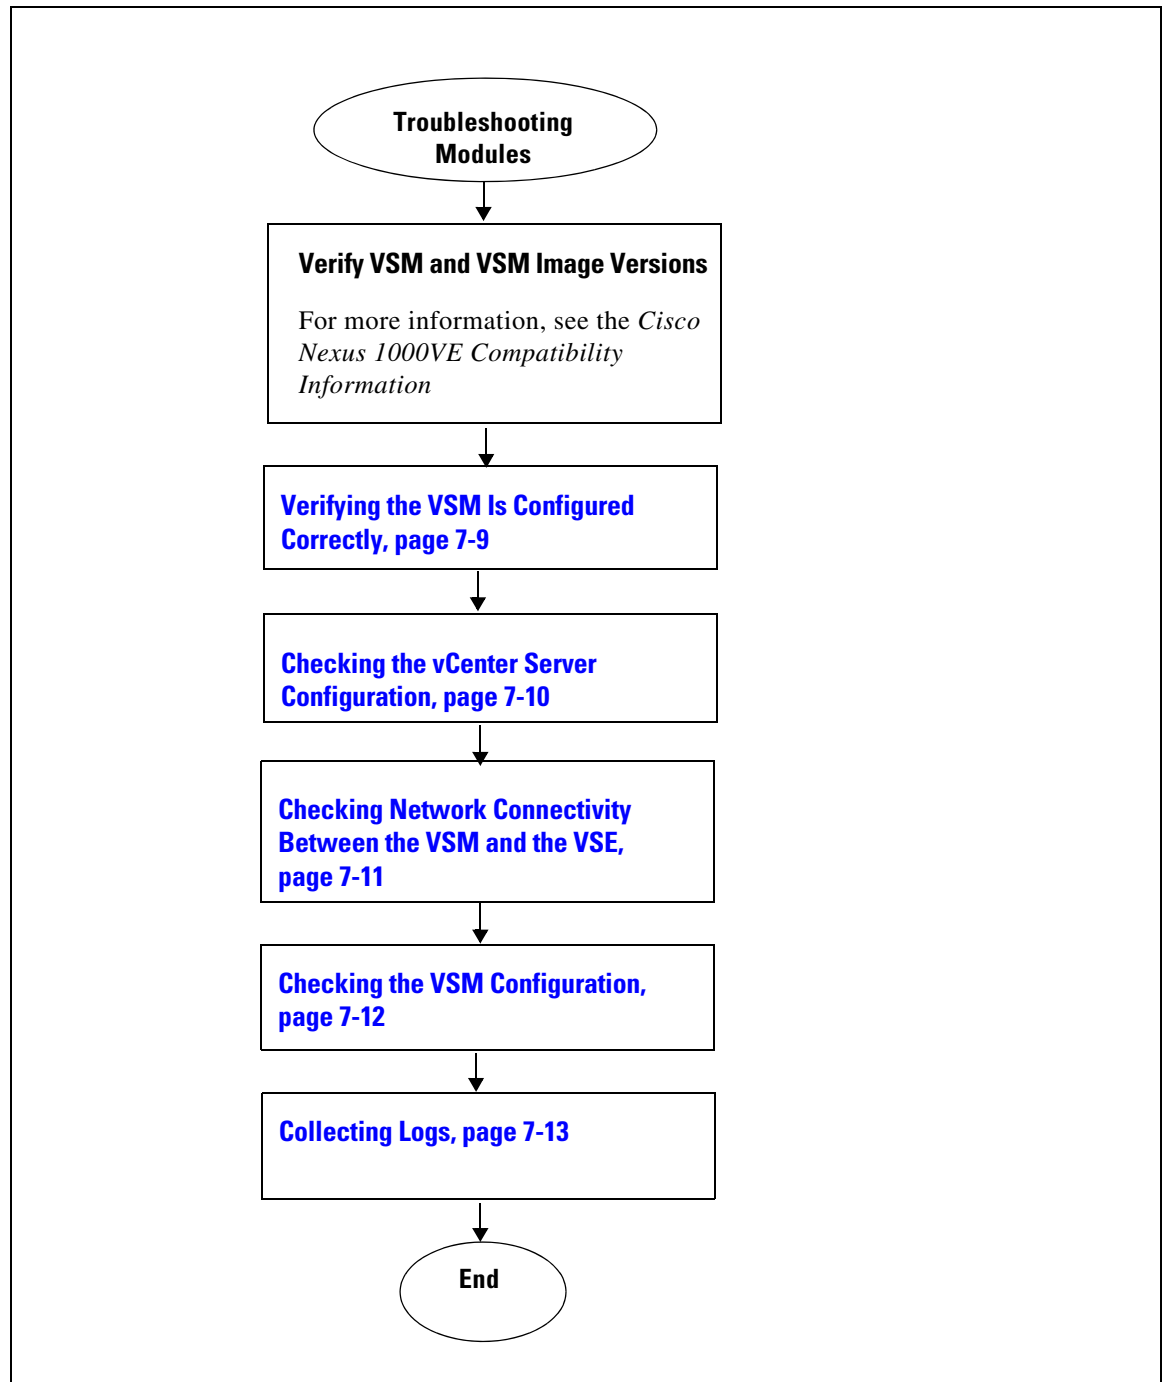 Troubleshooting
Modules
Verify VSM and VSM Image Versions
For more information, see the Cisco
Nexus 1000VE Compatibility
Information
Verifying the VSM Is Configured
Correctly, page 7-9
Checking the vCenter Server
Configuration, page 7-10
Checking Network Connectivity
Between the VSM and the VSE,
page 7-11
Checking the VSM Configuration,
page 7-12
Collecting Logs, page 7-13
End